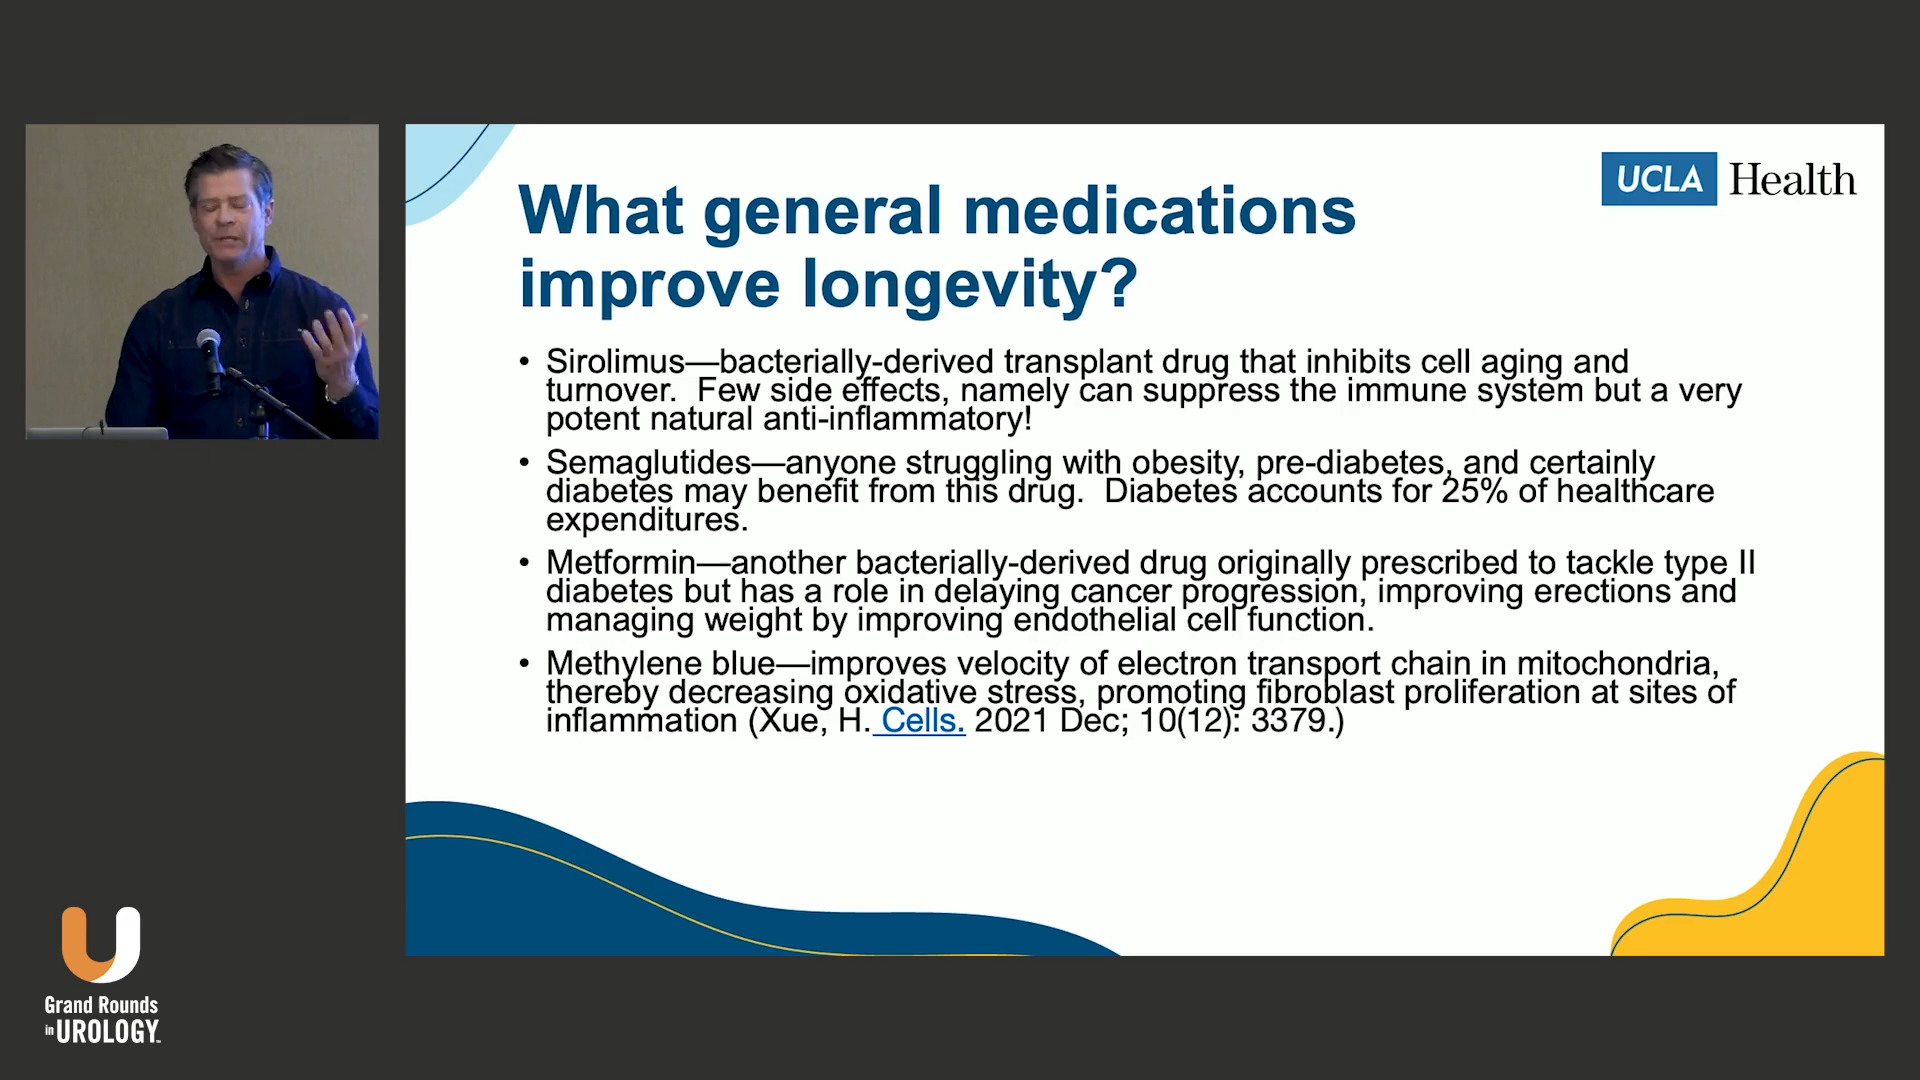 UCLA Health
What general medications
improve longevity?
• Sirolimus—bacterially-derived transplant drug that inhibits cell aging and
turnover.  Few side effects, namely can suppress the immune system but a very
potent natural anti-inflammatory!
• Semaglutides—anyone struggling with obesity, pre-diabetes, and certainly
diabetes may benefit from this drug.  Diabetes accounts for 25% of healthcare
expenditures.
• Metformin—another bacterially-derived drug originally prescribed to tackle type II
diabetes but has a role in delaying cancer progression, improving erections and
managing weight by improving endothelial cell function.
• Methylene blue—improves velocity of electron transport chain in mitochondria,
thereby decreasing oxidative stress, promoting fibroblast proliferation at sites of
inflammation (Xue, H. Cells. 2021 Dec; 10(12): 3379.)
U
Grand Rounds
in UROLOGY™